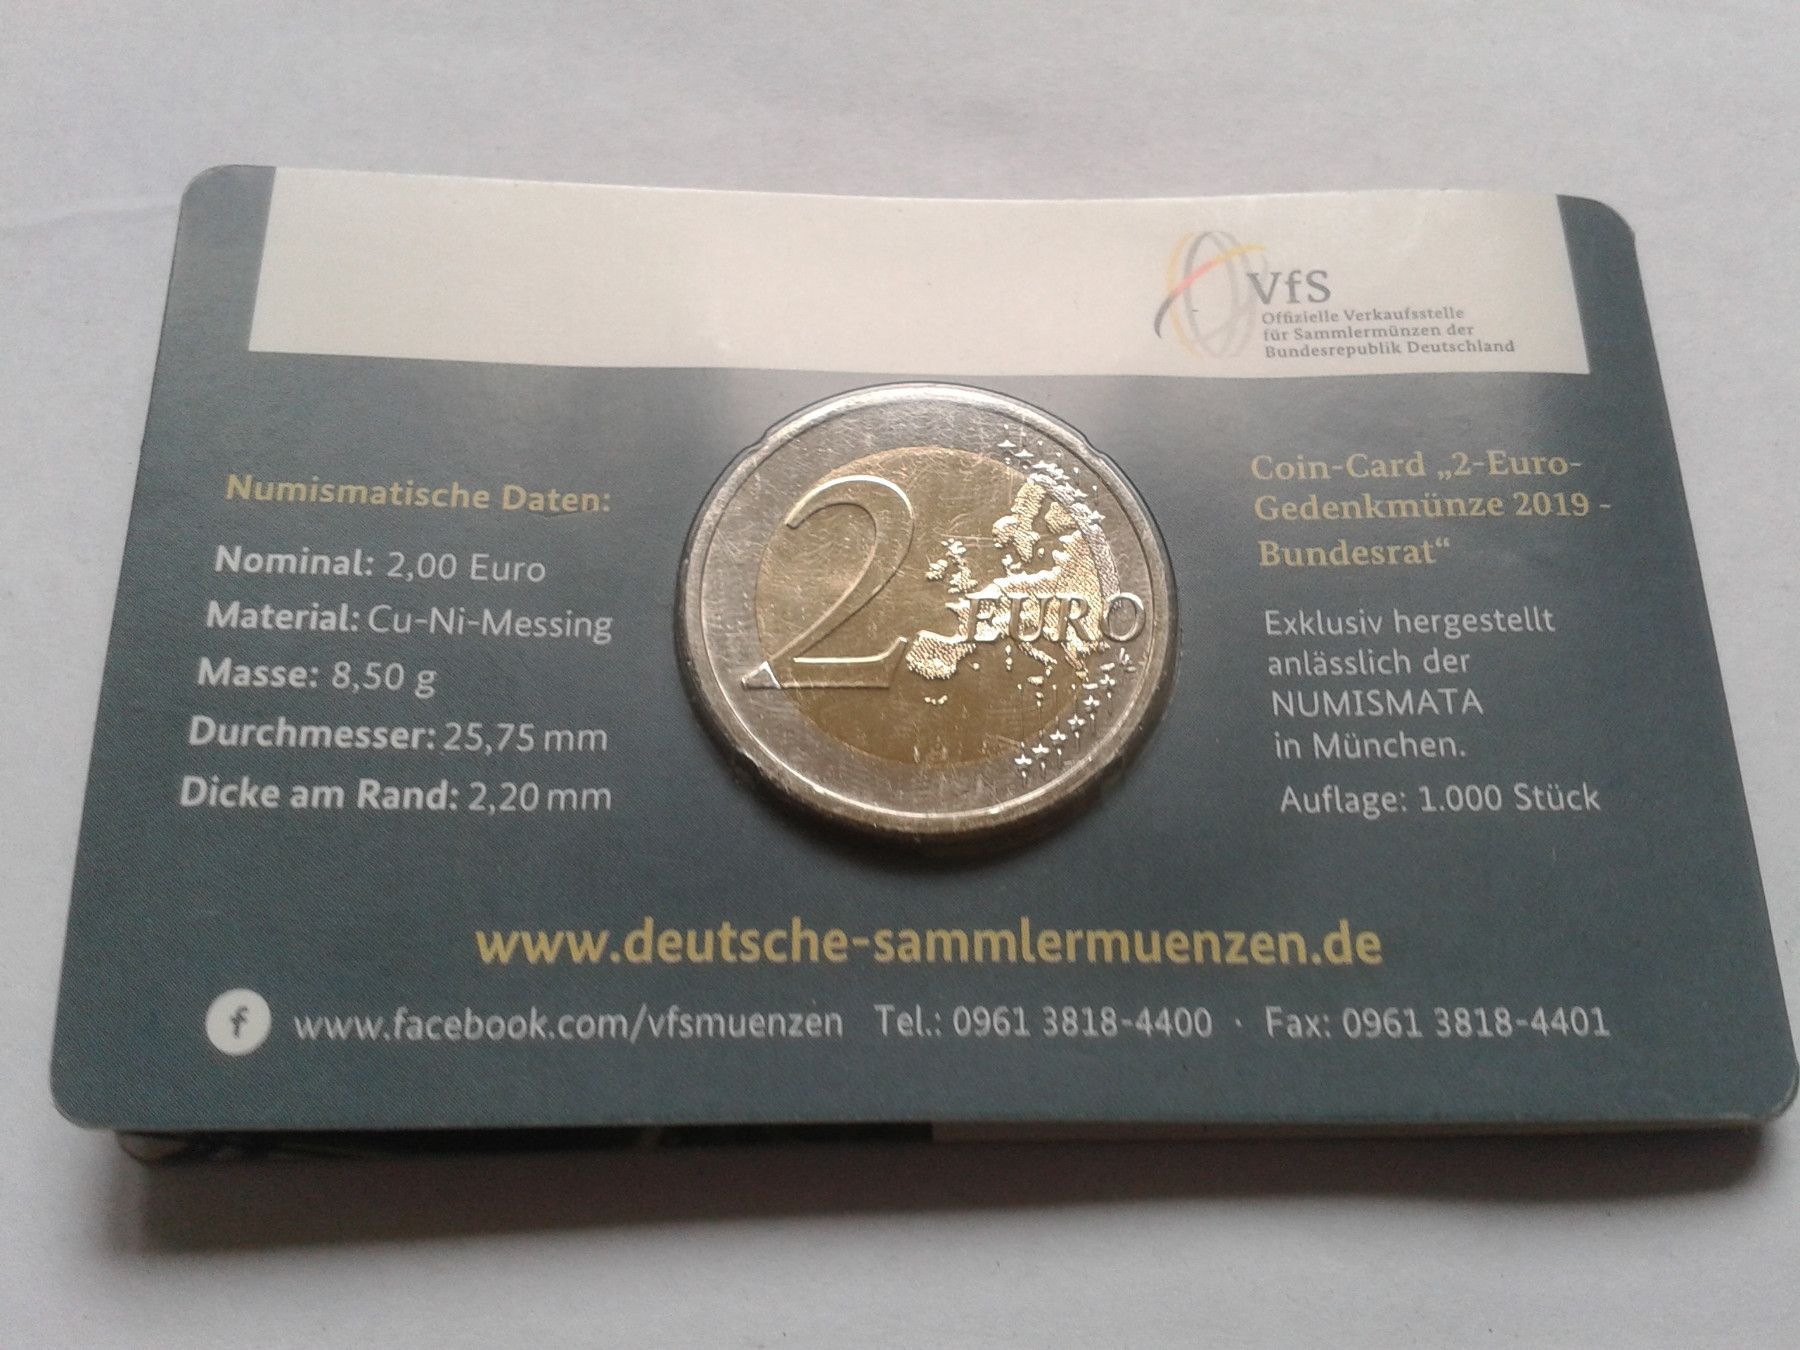 VfS
Offizielle Verkaufsstelle
für Sammlermünzen der
Bundesrepublik Deutschland
Numismatische Daten:
Nominal: 2,00 Euro
Material: Cu-Ni-Messing
Masse: 8,50 g
Durchmesser: 25,75 mm
Dicke am Rand: 2,20 mm
2 EURO
Coin-Card „2-Euro-
Gedenkmünze 2019 -
Bundesrat“
Exklusiv hergestellt
anlässlich der
NUMISMATA
in München.
Auflage: 1.000 Stück
www.deutsche-sammlermuenzen.de
f www.facebook.com/vfsmuenzen Tel.: 0961 3818-4400 · Fax: 0961 3818-4401